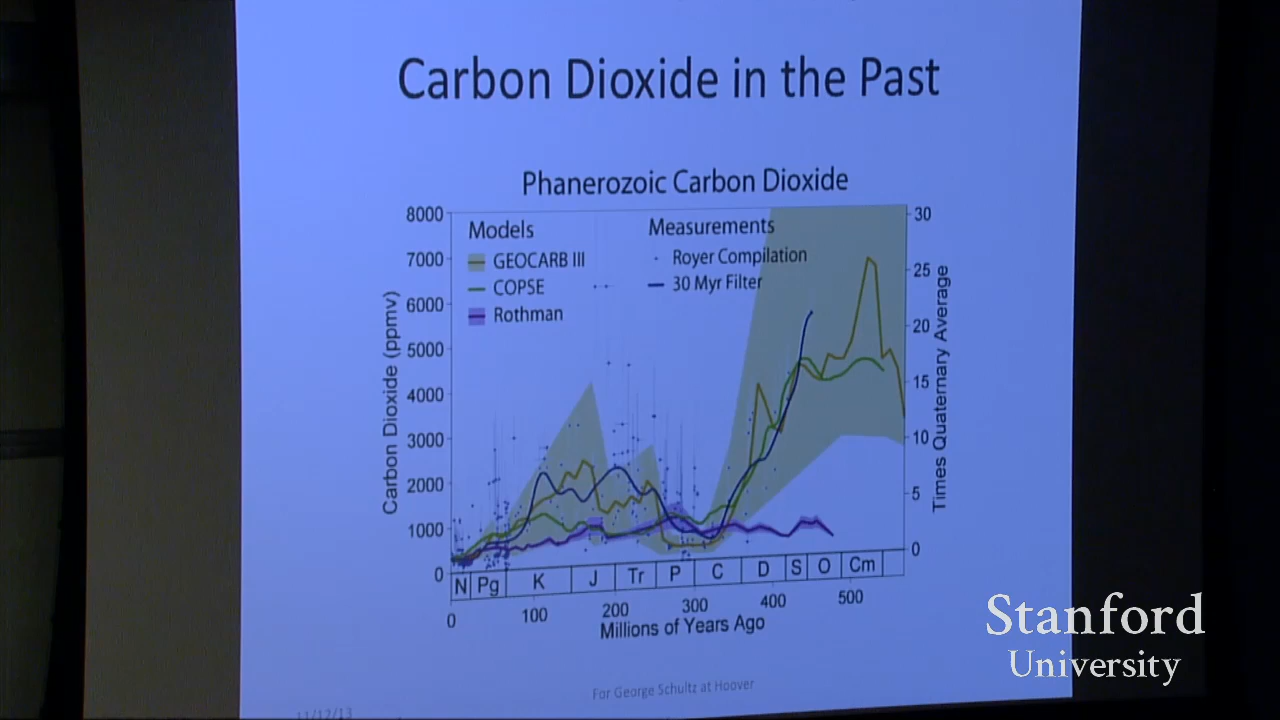 Carbon Dioxide in the Past
Phanerozoic Carbon Dioxide
8000
7000
6000
5000
4000
3000
2000
1000
0
Carbon Dioxide (ppmv)
Models
GEOCARB III
COPSE
Rothman
Measurements
Royer Compilation
30 Myr Filter
30
25
20
15
10
5
0
Times Quaternary Average
N Pg K J Tr P C D S O Cm
0 100 200 300 400 500
Millions of Years Ago
For George Schultz at Hoover
11/12/13
Stanford
University